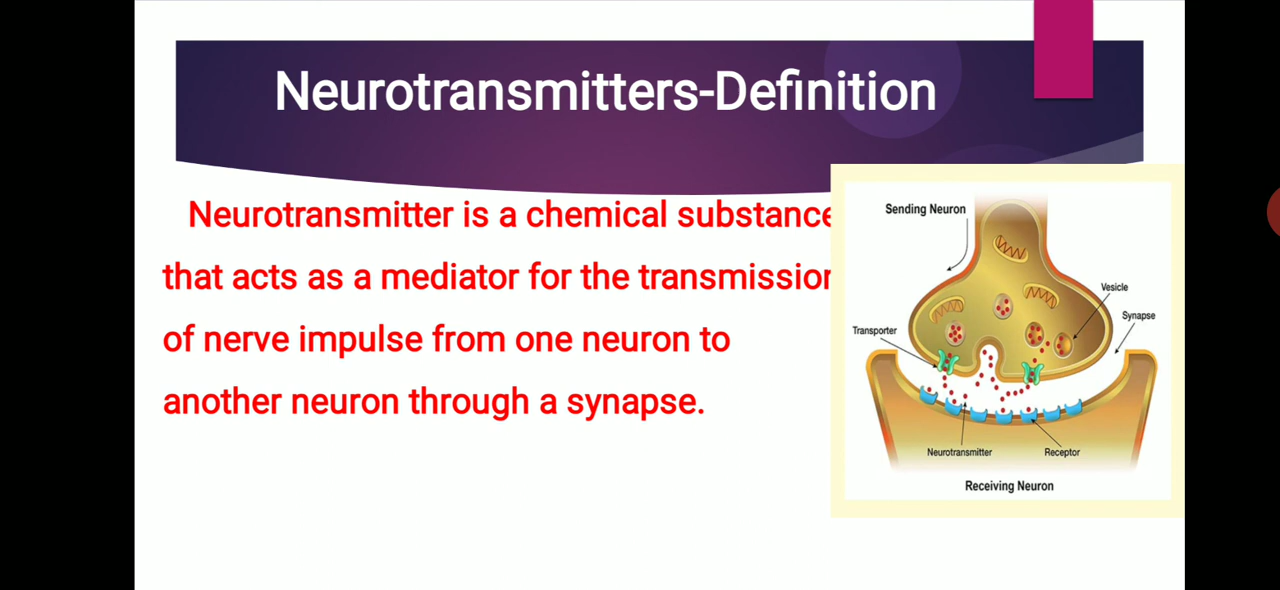 Neurotransmitters-Definition
Neurotransmitter is a chemical substance
that acts as a mediator for the transmission
of nerve impulse from one neuron to
another neuron through a synapse.
Sending Neuron
Vesicle
Synapse
Transporter
Neurotransmitter
Receptor
Receiving Neuron